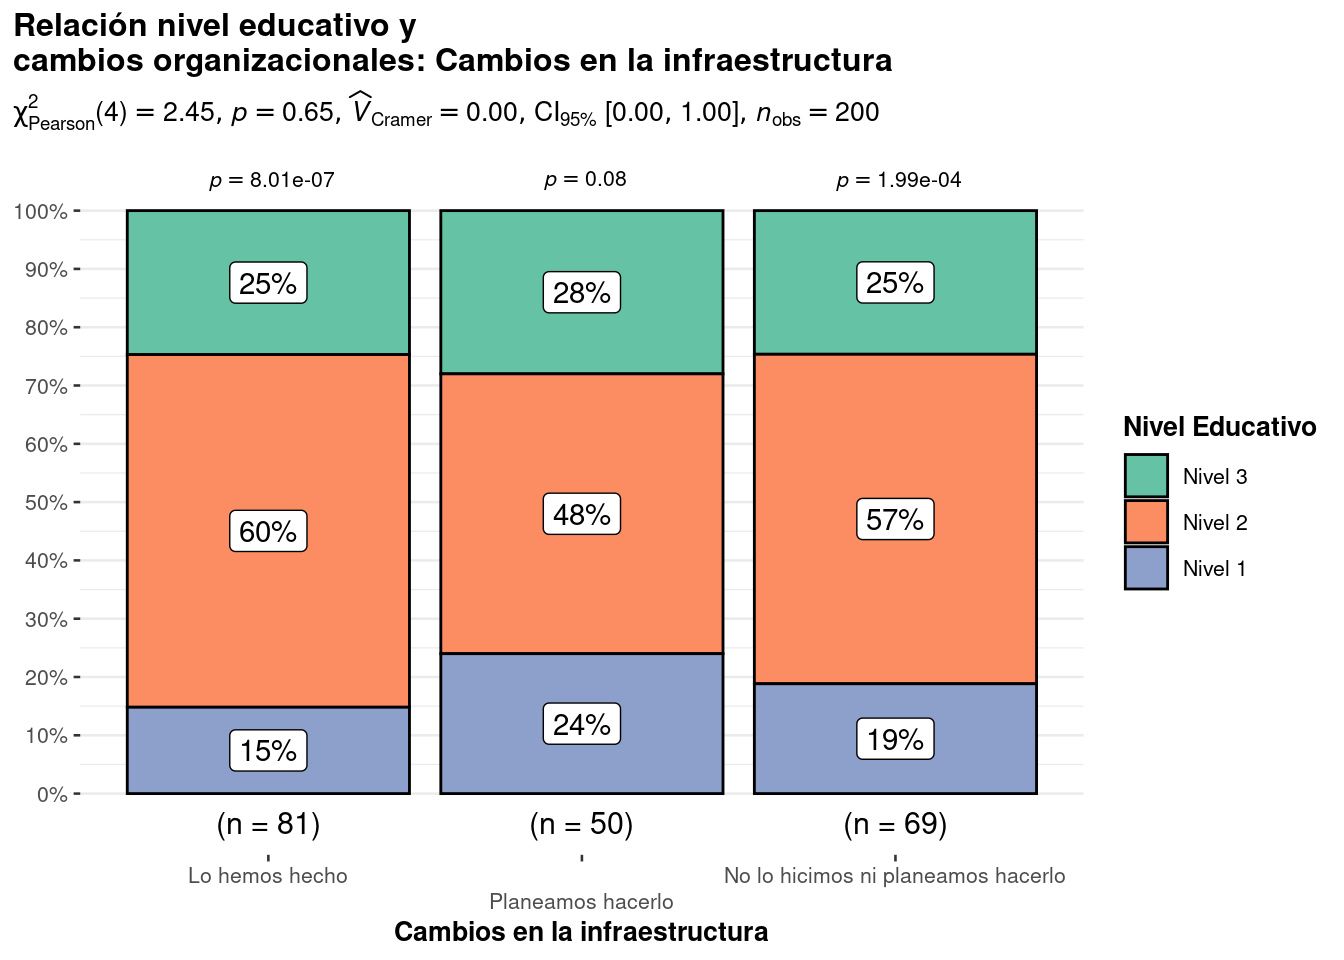 Relación nivel educativo y
cambios organizacionales: Cambios en la infraestructura
χ²Pearson(4) = 2.45, p = 0.65, V̂Cramer = 0.00, CI95% [0.00, 1.00], nobs = 200
p = 8.01e-07 p = 0.08 p = 1.99e-04
100%
90%
80%
70%
60%
50%
40%
30%
20%
10%
0%
25% 28% 25%
60% 48% 57%
15% 24% 19%
(n = 81) (n = 50) (n = 69)
Lo hemos hecho No lo hicimos ni planeamos hacerlo
Planeamos hacerlo
Cambios en la infraestructura
Nivel Educativo
Nivel 3
Nivel 2
Nivel 1